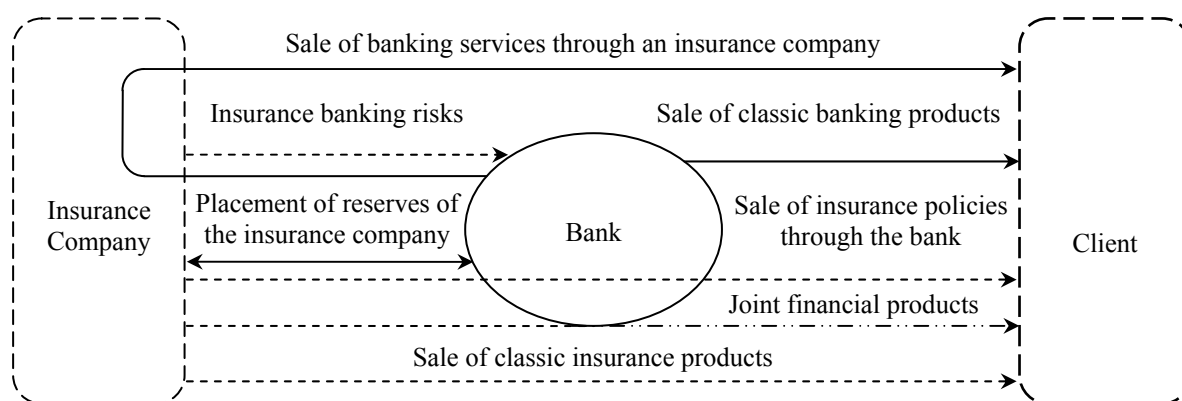 Sale of banking services through an insurance company
Insurance banking risks
Sale of classic banking products
Insurance
Company
Placement of reserves of
the insurance company
Bank
Sale of insurance policies
through the bank
Client
Joint financial products
Sale of classic insurance products